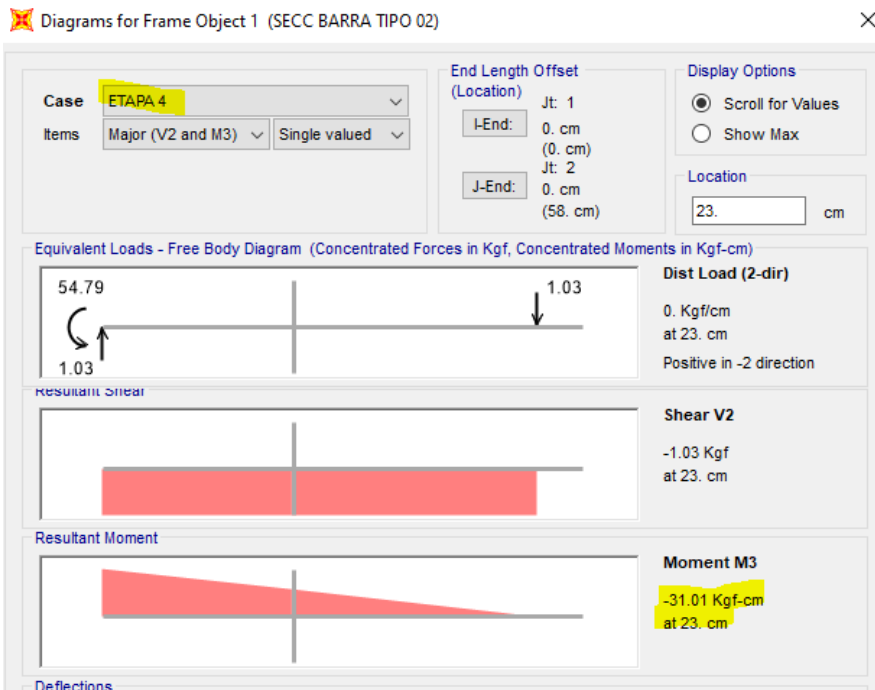 Diagrams for Frame Object 1 (SECC BARRA TIPO 02)
Case ETAPA 4
Items Major (V2 and M3) Single valued
End Length Offset
(Location)
Jt: 1
I-End: 0. cm
(0. cm)
Jt: 2
J-End: 0. cm
(58. cm)
Display Options
Scroll for Values
Show Max
Location
23. cm
Equivalent Loads - Free Body Diagram (Concentrated Forces in Kgf, Concentrated Moments in Kgf-cm)
54.79
1.03
1.03
Dist Load (2-dir)
0. Kgf/cm
at 23. cm
Positive in -2 direction
Resultant Shear
Shear V2
-1.03 Kgf
at 23. cm
Resultant Moment
Moment M3
-31.01 Kgf-cm
at 23. cm
Deflections